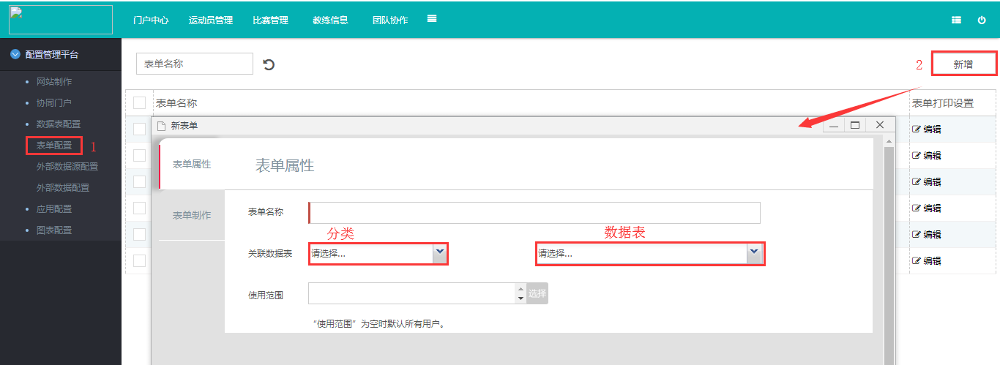 门户中心 运动员管理 比赛管理 教练信息 团队协作
配置管理平台
网站制作
协同门户
数据表配置
表单配置 1
外部数据源配置
外部数据配置
应用配置
图表配置
表单名称 2 新增
表单名称 表单打印设置
编辑
编辑
编辑
编辑
编辑
编辑
新表单
表单属性 表单属性
表单制作
表单名称
分类 数据表
关联数据表 请选择... 请选择...
使用范围 选择
“使用范围”为空时默认所有用户。